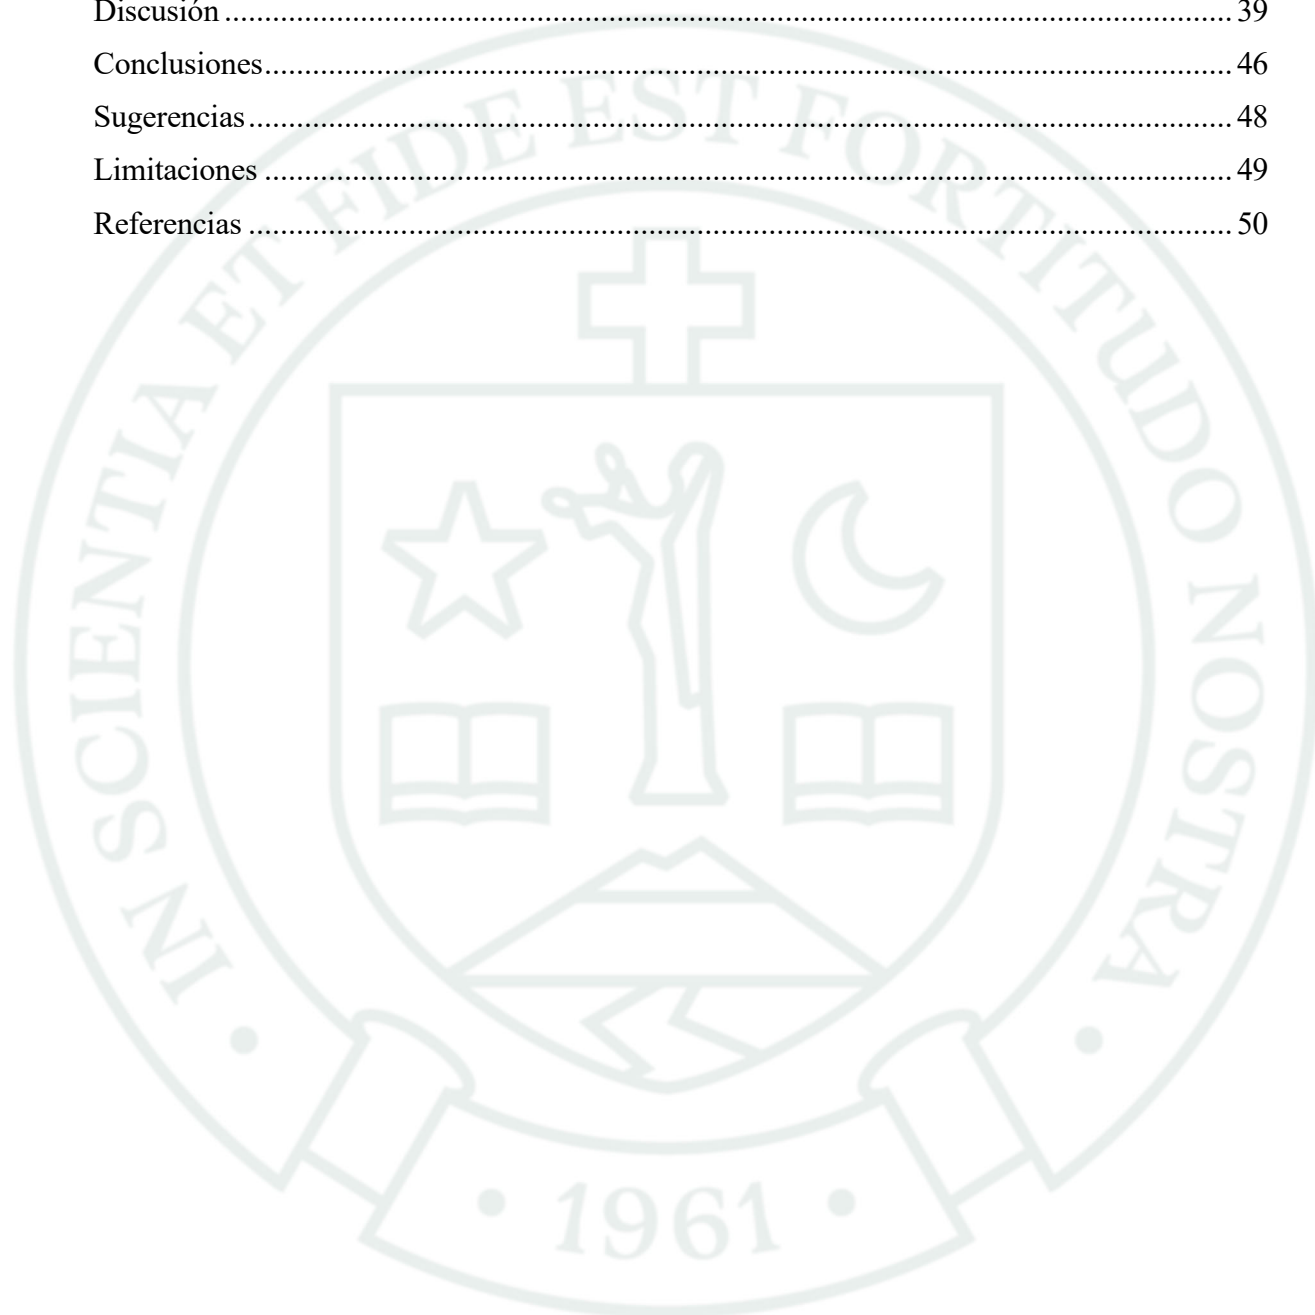 Discusión ........................................................................................................................ 39
Conclusiones ........................................................................................................................ 46
Sugerencias ........................................................................................................................ 48
Limitaciones ........................................................................................................................ 49
Referencias ........................................................................................................................ 50
IN SCIENTIA ET FIDE EST FORTITUDO NOSTRA
• 1961 •